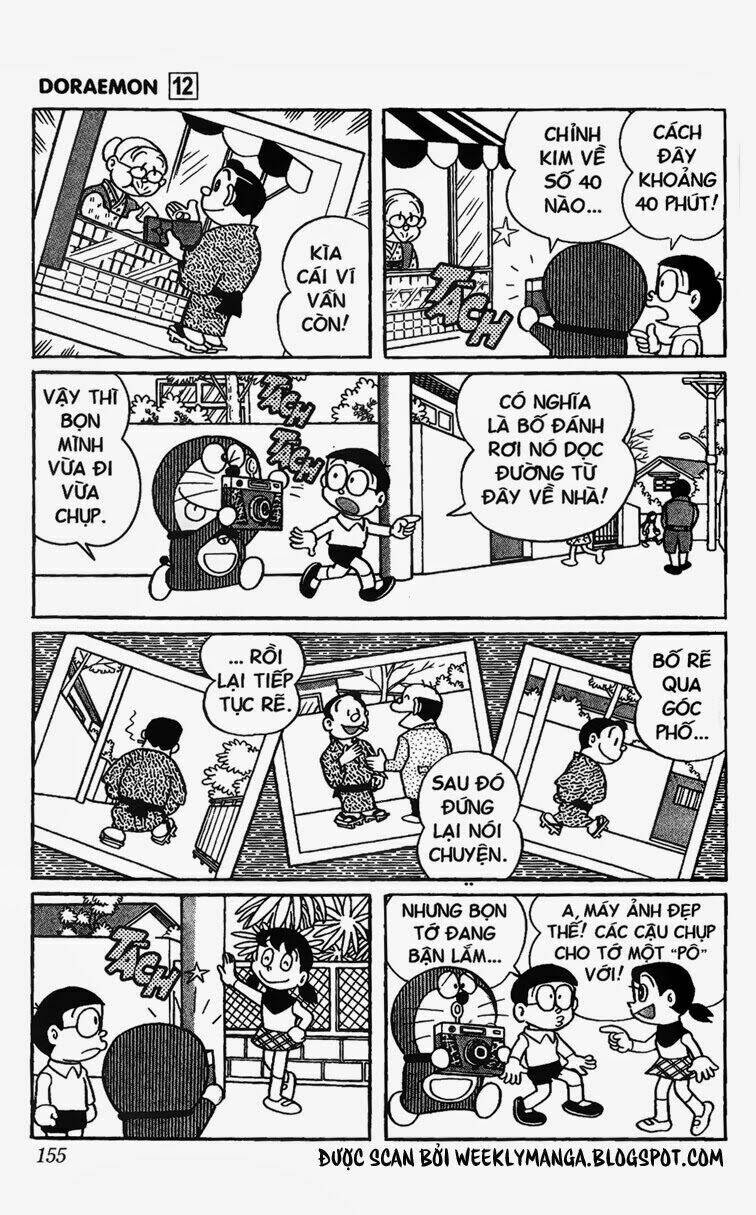 DORAEMON 12
CÁCH
ĐÂY
KHOẢNG
40 PHÚT!
CHỈNH
KIM VỀ
SỐ 40
NÀO...
TÁCH
KÌA
CÁI VÍ
VẪN
CÒN!
CÓ NGHĨA
LÀ BỐ ĐÁNH
RƠI NÓ DỌC
ĐƯỜNG TỪ
ĐÂY VỀ NHÀ!
TÁCH
TÁCH
VẬY THÌ
BỌN
MÌNH
VỪA ĐI
VỪA
CHỤP.
BỐ RẼ
QUA
GÓC
PHỐ...
SAU ĐÓ
ĐỨNG
LẠI NÓI
CHUYỆN.
... RỒI
LẠI TIẾP
TỤC RẼ.
A, MÁY ẢNH ĐẸP
THẾ! CÁC CẬU CHỤP
CHO TỚ MỘT "PÔ"
VỚI!
NHƯNG BỌN
TỚ ĐANG
BẬN LẮM...
TÁCH
155
ĐƯỢC SCAN BỞI WEEKLYMANGA.BLOGSPOT.COM